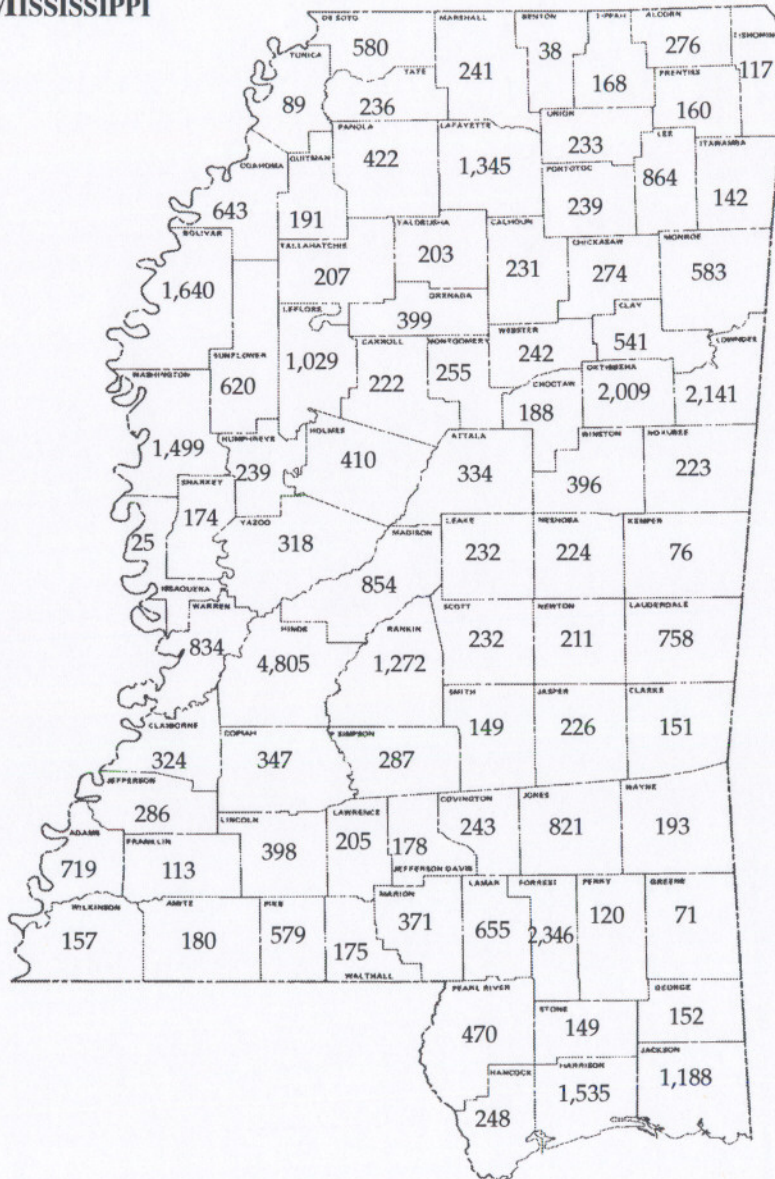 MISSISSIPPI
DE SOTO
580
MARSHALL
241
BENTON
38
TIPPAH
168
ALCORN
276
TISHOMINGO
117
TUNICA
89
TATE
236
PRENTISS
160
PANOLA
422
LAFAYETTE
1,345
UNION
233
LEE
864
ITAWAMBA
142
COAHOMA
643
QUITMAN
191
PONTOTOC
239
BOLIVAR
1,640
TALLAHATCHIE
207
YALOBUSHA
203
CALHOUN
231
CHICKASAW
274
MONROE
583
GRENADA
399
LEFLORE
1,029
SUNFLOWER
620
CARROLL
222
MONTGOMERY
255
WEBSTER
242
CLAY
541
LOWNDES
2,141
WASHINGTON
1,499
CHOCTAW
188
OKTIBBEHA
2,009
HUMPHREYS
239
HOLMES
410
ATTALA
334
WINSTON
396
NOXUBEE
223
SHARKEY
174
25
ISSAQUENA
YAZOO
318
MADISON
854
LEAKE
232
NESHOBA
224
KEMPER
76
WARREN
834
HINDS
4,805
RANKIN
1,272
SCOTT
232
NEWTON
211
LAUDERDALE
758
CLAIBORNE
324
COPIAH
347
SIMPSON
287
SMITH
149
JASPER
226
CLARKE
151
JEFFERSON
286
LINCOLN
398
LAWRENCE
205
178
JEFFERSON DAVIS
COVINGTON
243
JONES
821
WAYNE
193
ADAMS
719
FRANKLIN
113
WILKINSON
157
AMITE
180
PIKE
579
175
WALTHALL
MARION
371
LAMAR
655
FORREST
2,346
PERRY
120
GREENE
71
PEARL RIVER
470
STONE
149
GEORGE
152
HANCOCK
248
HARRISON
1,535
JACKSON
1,188